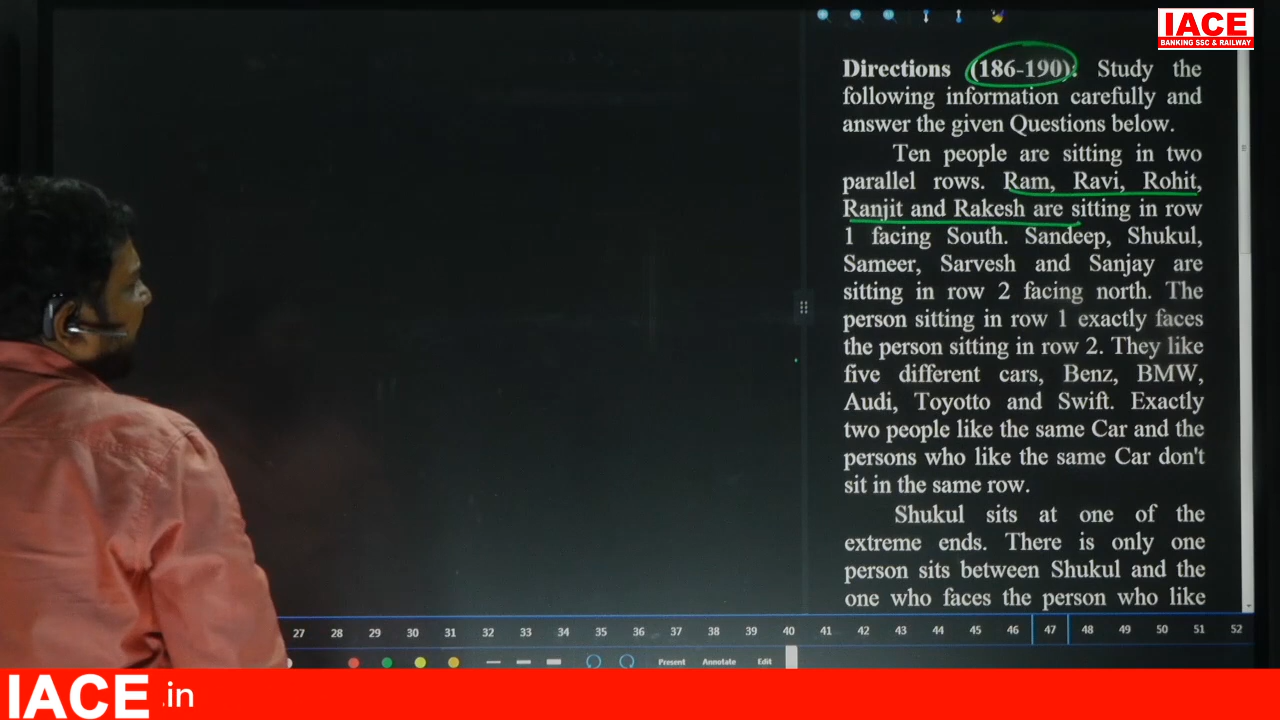 IACE
BANKING SSC & RAILWAY
Directions (186-190): Study the
following information carefully and
answer the given Questions below.
Ten people are sitting in two
parallel rows. Ram, Ravi, Rohit,
Ranjit and Rakesh are sitting in row
1 facing South. Sandeep, Shukul,
Sameer, Sarvesh and Sanjay are
sitting in row 2 facing north. The
person sitting in row 1 exactly faces
the person sitting in row 2. They like
five different cars, Benz, BMW,
Audi, Toyotto and Swift. Exactly
two people like the same Car and the
persons who like the same Car don't
sit in the same row.
Shukul sits at one of the
extreme ends. There is only one
person sits between Shukul and the
one who faces the person who like
27 28 29 30 31 32 33 34 35 36 37 38 39 40 41 42 43 44 45 46 47 48 49 50 51 52
Present Annotate Edit
IACE.in